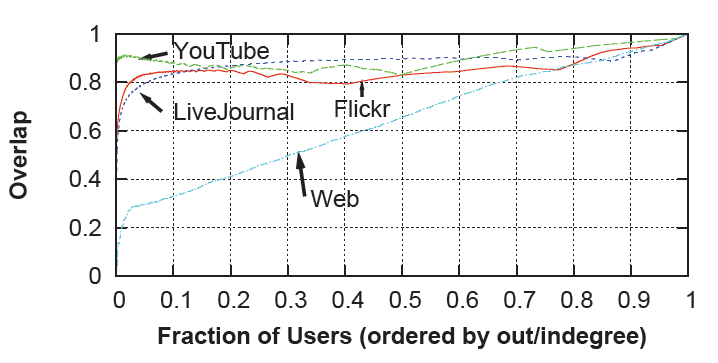 Overlap
1
0.8
0.6
0.4
0.2
0
YouTube
LiveJournal
Flickr
Web
0 0.1 0.2 0.3 0.4 0.5 0.6 0.7 0.8 0.9 1
Fraction of Users (ordered by out/indegree)